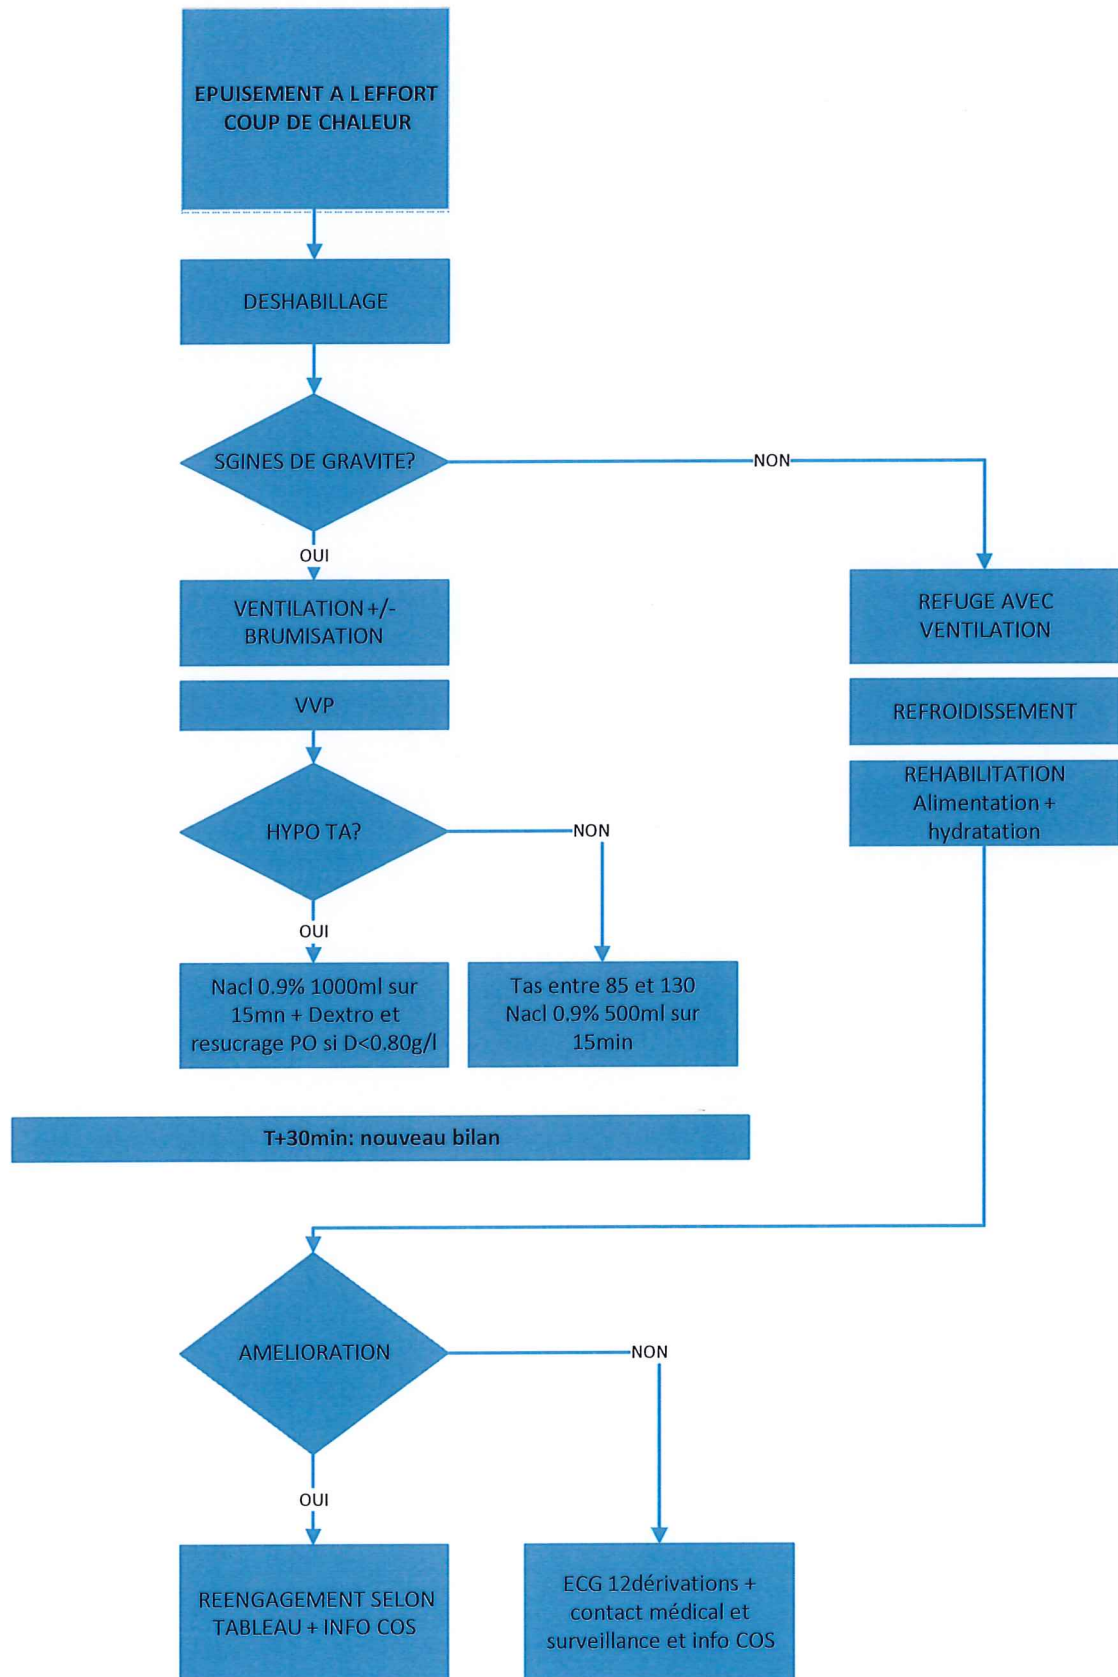 EPUISEMENT A L EFFORT
COUP DE CHALEUR
DESHABILLAGE
SGINES DE GRAVITE?
NON
OUI
VENTILATION +/-
BRUMISATION
REFUGE AVEC
VENTILATION
VVP
REFROIDISSEMENT
REHABILITATION
Alimentation +
hydratation
HYPO TA?
NON
OUI
Nacl 0.9% 1000ml sur
15mn + Dextro et
resucrage PO si D<0.80g/l
Tas entre 85 et 130
Nacl 0.9% 500ml sur
15min
T+30min: nouveau bilan
AMELIORATION
NON
OUI
REENGAGEMENT SELON
TABLEAU + INFO COS
ECG 12dérivations +
contact médical et
surveillance et info COS